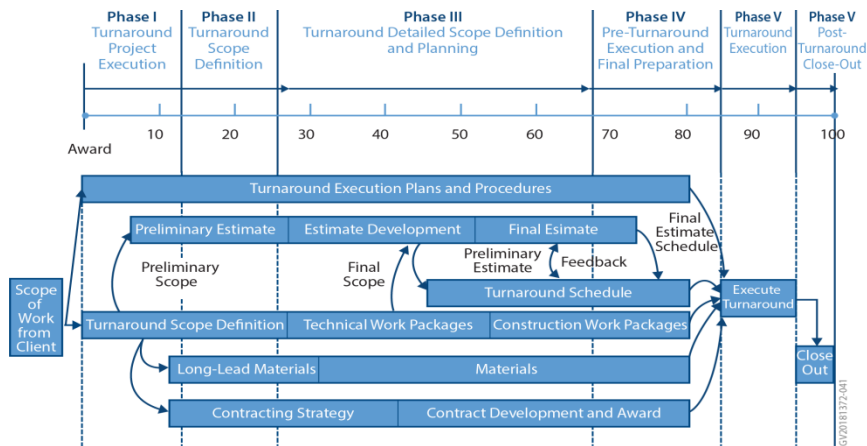 Phase I
Turnaround
Project
Execution
Phase II
Turnaround
Scope
Definition
Phase III
Turnaround Detailed Scope Definition
and Planning
Phase IV
Pre-Turnaround
Execution and
Final Preparation
Phase V
Turnaround
Execution
Phase V
Post-
Turnaround
Close-Out
10
20
30
40
50
60
70
80
90
100
Award
Turnaround Execution Plans and Procedures
Preliminary Estimate
Estimate Development
Final Esimate
Final
Estimate
Schedule
Preliminary
Scope
Final
Scope
Preliminary
Estimate
Feedback
Scope
of
Work
from
Client
Turnaround Schedule
Execute
Turnaround
Turnaround Scope Definition
Technical Work Packages
Construction Work Packages
Close
Out
Long-Lead Materials
Materials
Contracting Strategy
Contract Development and Award
GV20181372-041